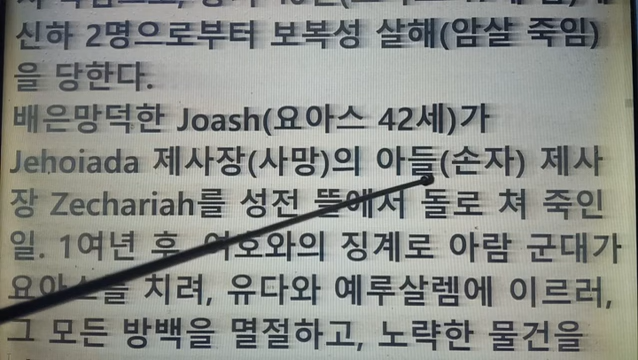 신하 2명으로부터 보복성 살해(암살 죽임)
을 당한다.
배은망덕한 Joash(요아스 42세)가
Jehoiada 제사장(사망)의 아들(손자) 제사
장 Zechariah를 성전 뜰에서 돌로 쳐 죽인
일. 1여년 후 여호와의 징계로 아람 군대가
요아스를 치려, 유다와 예루살렘에 이르러,
그 모든 방백을 멸절하고, 노략한 물건을